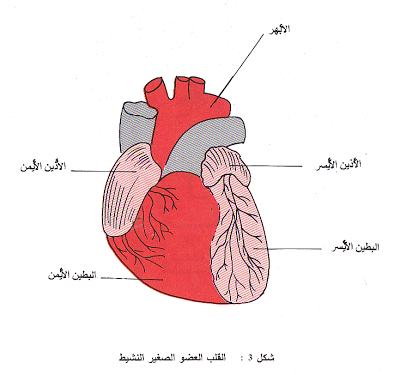 الأبهر
الأذين الأيمن
الأذين الأيسر
البطين الأيسر
البطين الأيمن
شكل 3 : القلب العضو الصغير النشيط